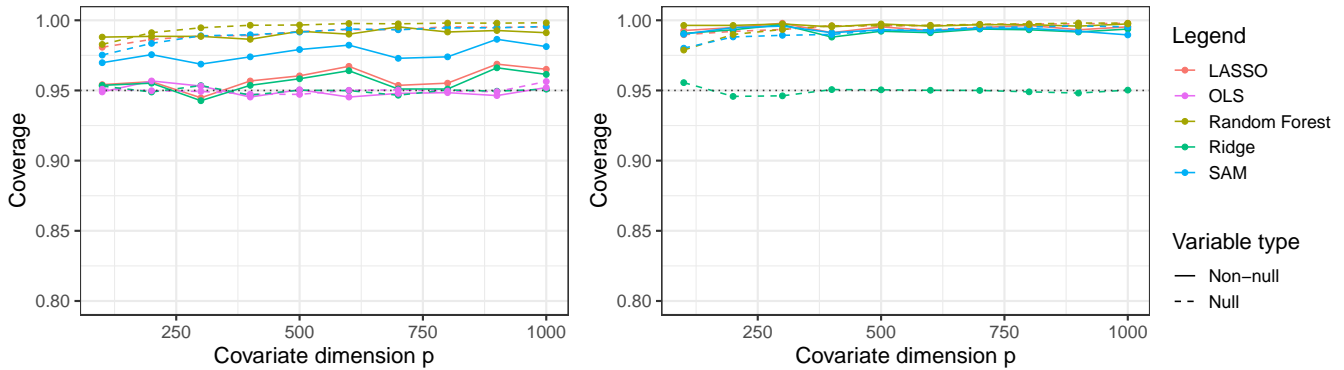 1.00
0.95
0.90
0.85
0.80
Coverage
250
500
750
1000
Covariate dimension p
1.00
0.95
0.90
0.85
0.80
Coverage
250
500
750
1000
Covariate dimension p
Legend
LASSO
OLS
Random Forest
Ridge
SAM
Variable type
Non−null
Null